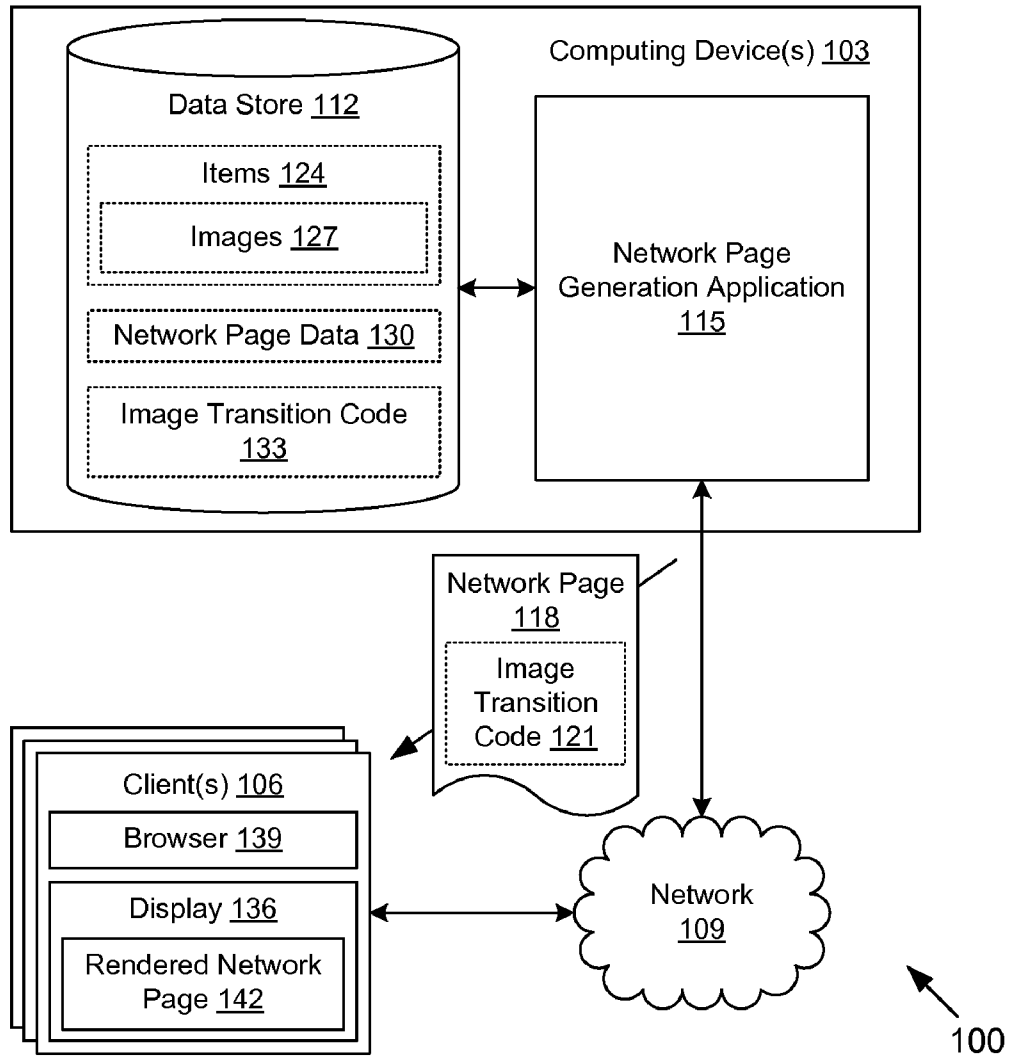 Computing Device(s) 103
Data Store 112
Items 124
Images 127
Network Page Data 130
Image Transition Code
133
Network Page
Generation Application
115
Network Page
118
Image
Transition
Code 121
Client(s) 106
Browser 139
Display 136
Rendered Network
Page 142
Network
109
100